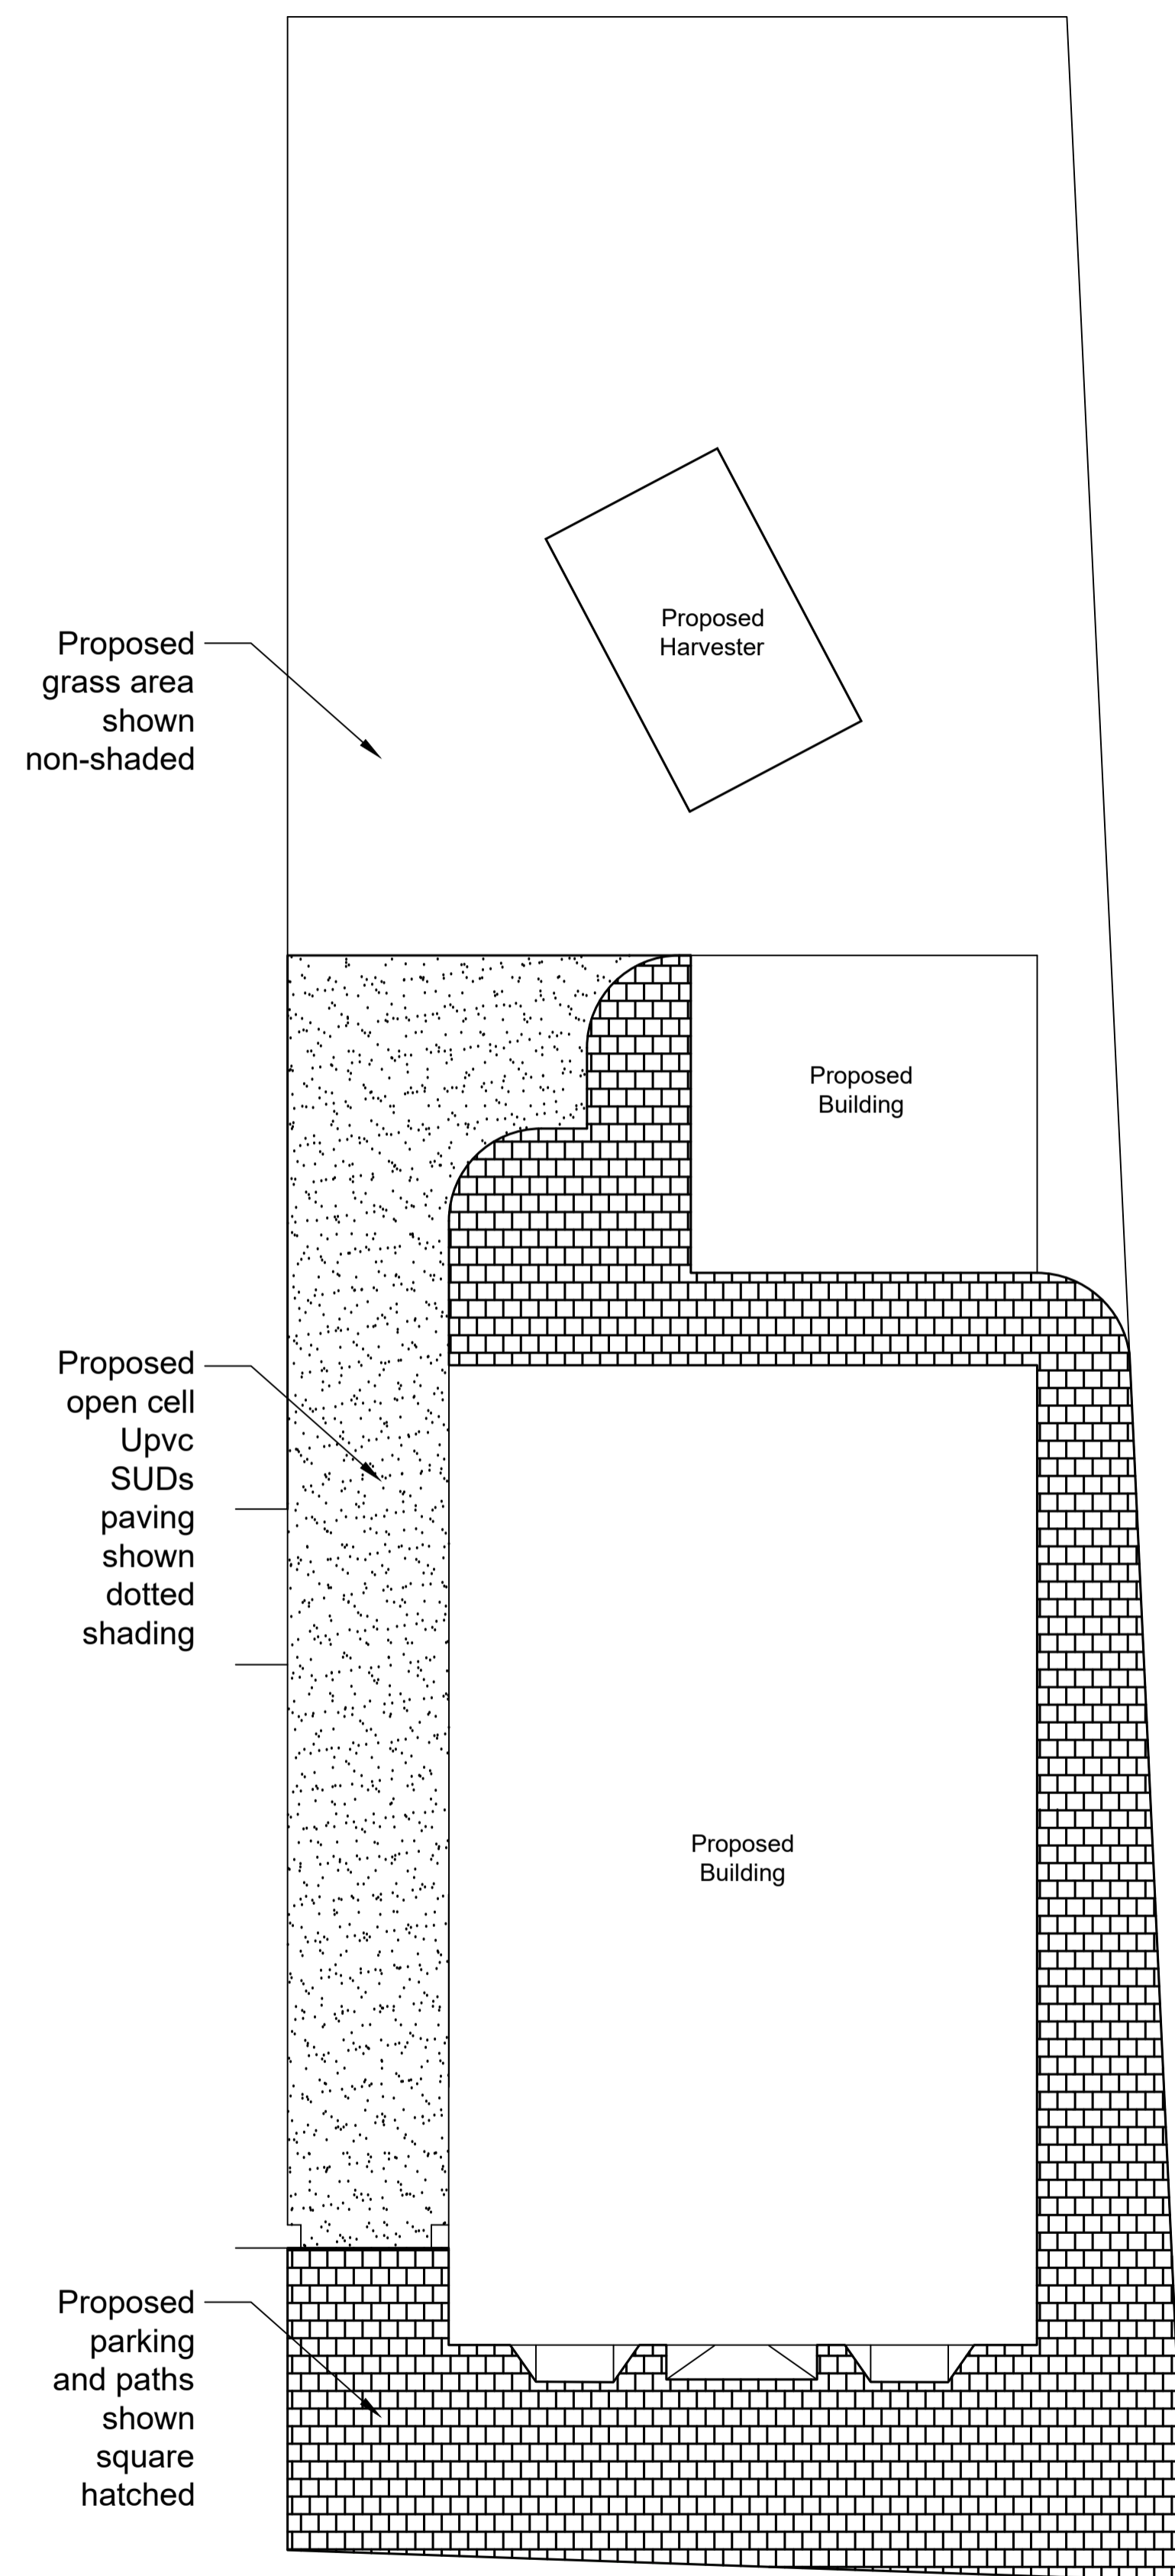 Proposed
Harvester
Proposed
grass area
shown
non-shaded
Proposed
Building
Proposed
open cell
Upvc
SUDs
paving
shown
dotted
shading
Proposed
Building
Proposed
parking
and paths
shown
square
hatched